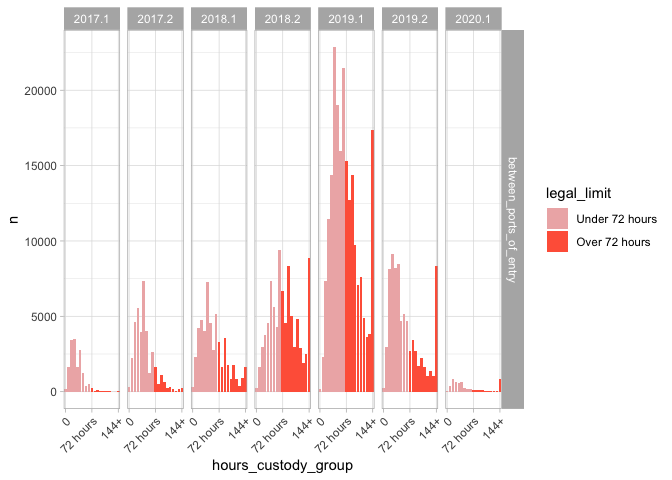 2017.1 2017.2 2018.1 2018.2 2019.1 2019.2 2020.1
20000
15000
10000
5000
0
n
between_ports_of_entry
legal_limit
Under 72 hours
Over 72 hours
0 72 hours 144+ 0 72 hours 144+ 0 72 hours 144+ 0 72 hours 144+ 0 72 hours 144+ 0 72 hours 144+ 0 72 hours 144+
hours_custody_group